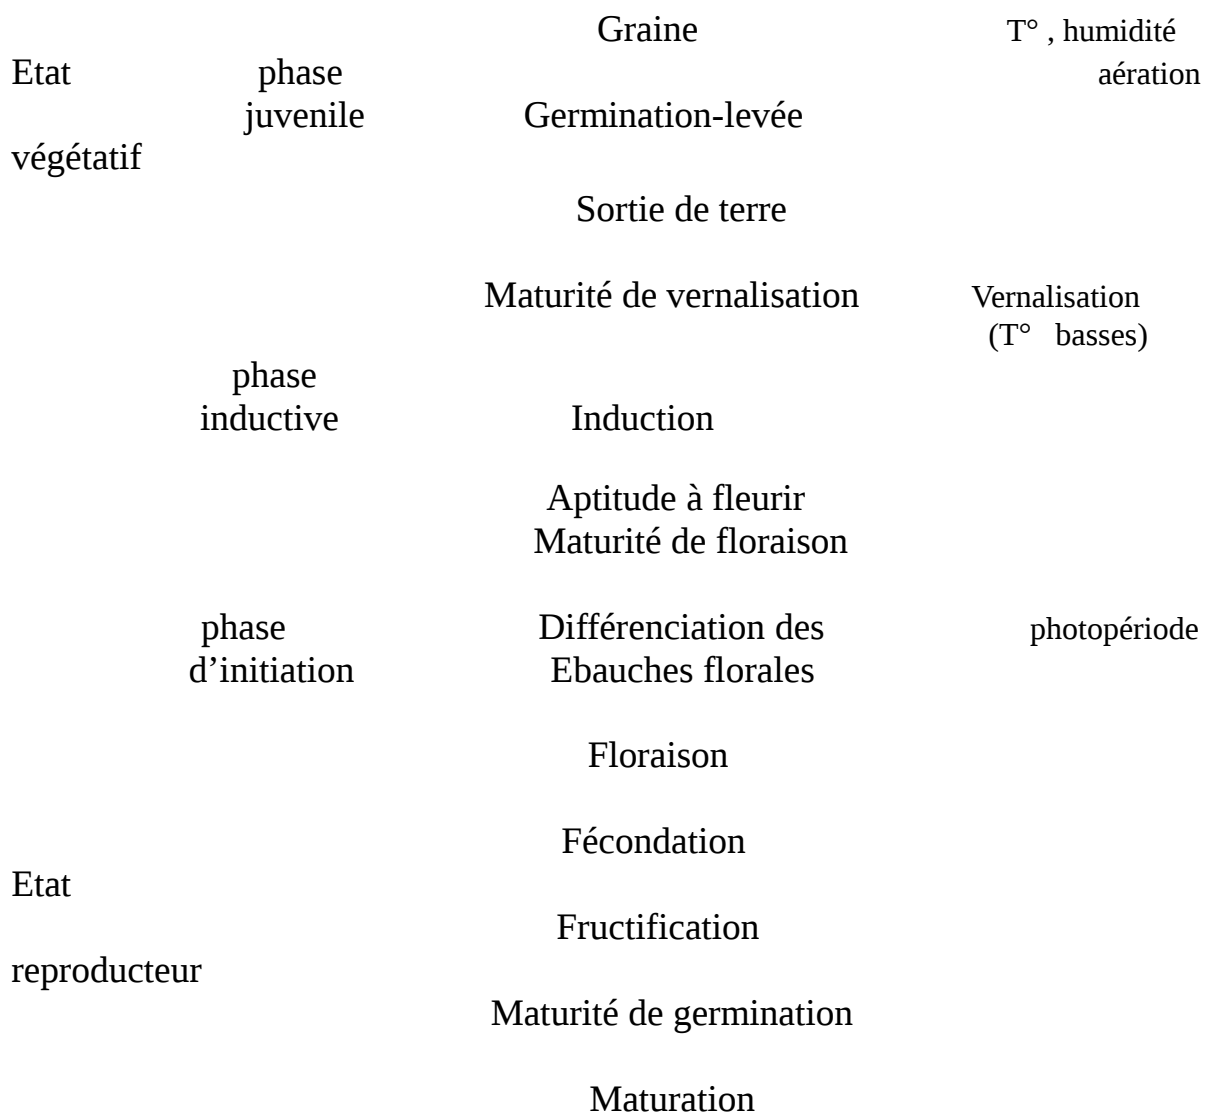 Graine T° , humidité
Etat phase aération
juvenile Germination-levée
végétatif
Sortie de terre
Maturité de vernalisation Vernalisation
(T° basses)
phase
inductive Induction
Aptitude à fleurir
Maturité de floraison
phase Différenciation des photopériode
d’initiation Ebauches florales
Floraison
Fécondation
Etat
Fructification
reproducteur
Maturité de germination
Maturation